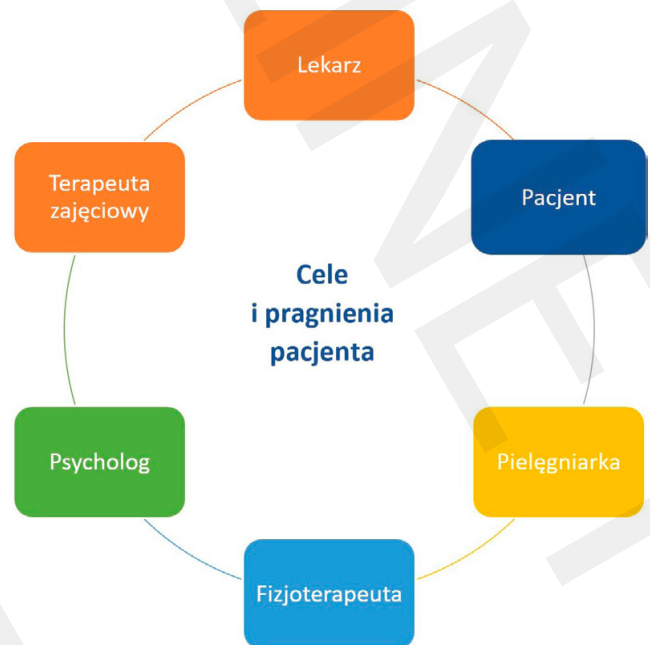 Lekarz
Pacjent
Pielęgniarka
Fizjoterapeuta
Psycholog
Terapeuta
zajęciowy
Cele
i pragnienia
pacjenta